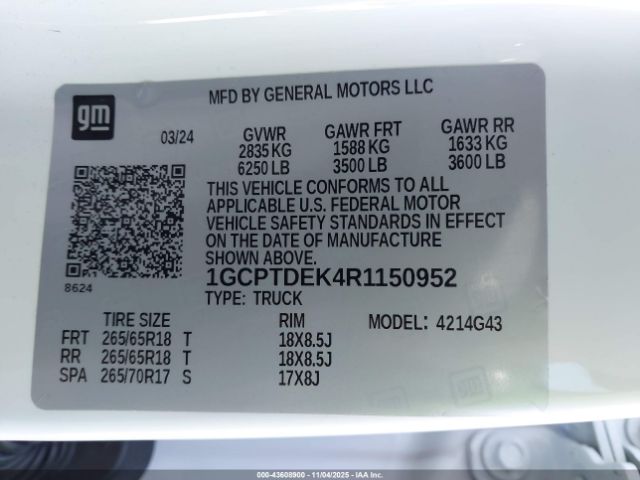 MFD BY GENERAL MOTORS LLC
gm
03/24 GVWR GAWR FRT GAWR RR
2835 KG 1588 KG 1633 KG
6250 LB 3500 LB 3600 LB
THIS VEHICLE CONFORMS TO ALL
APPLICABLE U.S. FEDERAL MOTOR
VEHICLE SAFETY STANDARDS IN EFFECT
ON THE DATE OF MANUFACTURE
SHOWN ABOVE.
8624
1GCPTDEK4R1150952
TYPE: TRUCK
TIRE SIZE RIM MODEL: 4214G43
FRT 265/65R18 T 18X8.5J
RR 265/65R18 T 18X8.5J
SPA 265/70R17 S 17X8J
000-43608900 - 11/04/2025 - IAAI.COM